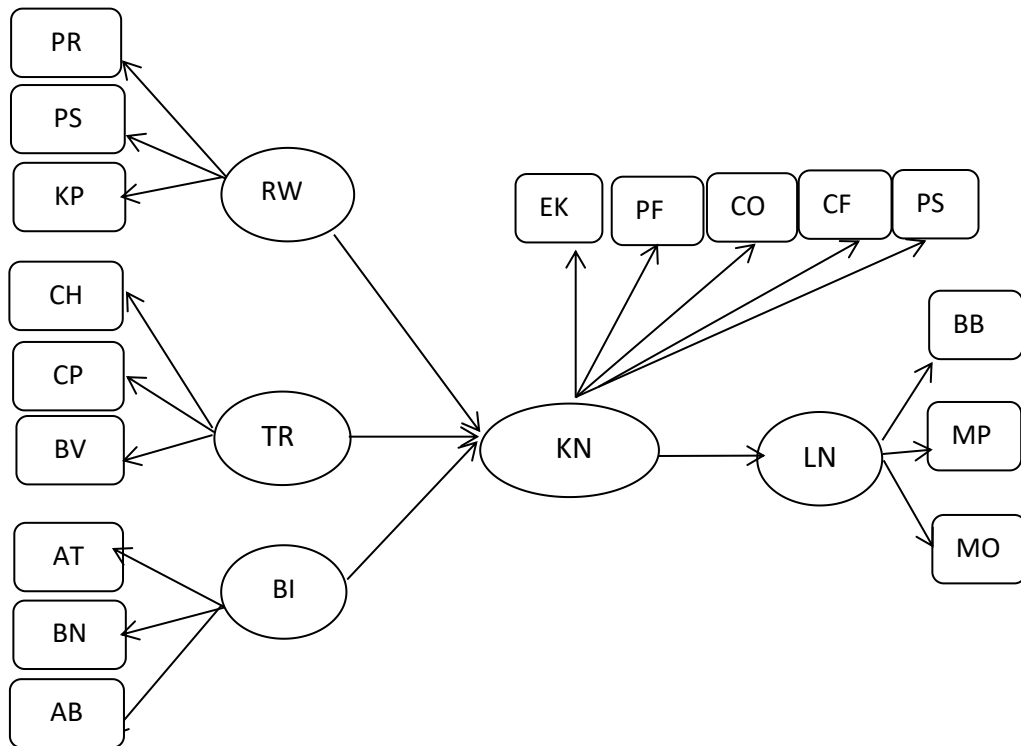 PR
PS
KP
RW
CH
CP
BV
TR
AT
BN
AB
BI
EK
PF
CO
CF
PS
KN
LN
BB
MP
MO